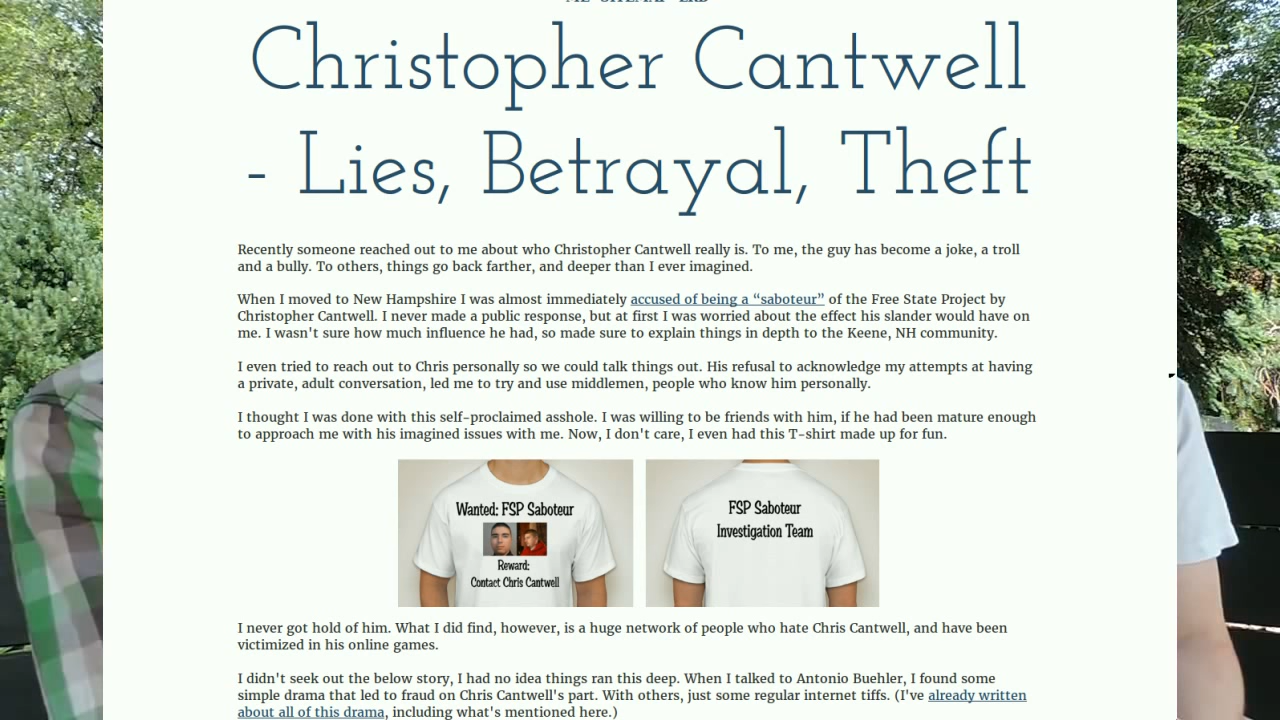 Christopher Cantwell
- Lies, Betrayal, Theft
Recently someone reached out to me about who Christopher Cantwell really is. To me, the guy has become a joke, a troll
and a bully. To others, things go back farther, and deeper than I ever imagined.
When I moved to New Hampshire I was almost immediately accused of being a “saboteur” of the Free State Project by
Christopher Cantwell. I never made a public response, but at first I was worried about the effect his slander would have on
me. I wasn't sure how much influence he had, so made sure to explain things in depth to the Keene, NH community.
I even tried to reach out to Chris personally so we could talk things out. His refusal to acknowledge my attempts at having
a private, adult conversation, led me to try and use middlemen, people who know him personally.
I thought I was done with this self-proclaimed asshole. I was willing to be friends with him, if he had been mature enough
to approach me with his imagined issues with me. Now, I don't care, I even had this T-shirt made up for fun.
Wanted: FSP Saboteur
Reward:
Contact Chris Cantwell
FSP Saboteur
Investigation Team
I never got hold of him. What I did find, however, is a huge network of people who hate Chris Cantwell, and have been
victimized in his online games.
I didn't seek out the below story, I had no idea things ran this deep. When I talked to Antonio Buehler, I found some
simple drama that led to fraud on Chris Cantwell's part. With others, just some regular internet tiffs. (I've already written
about all of this drama, including what's mentioned here.)